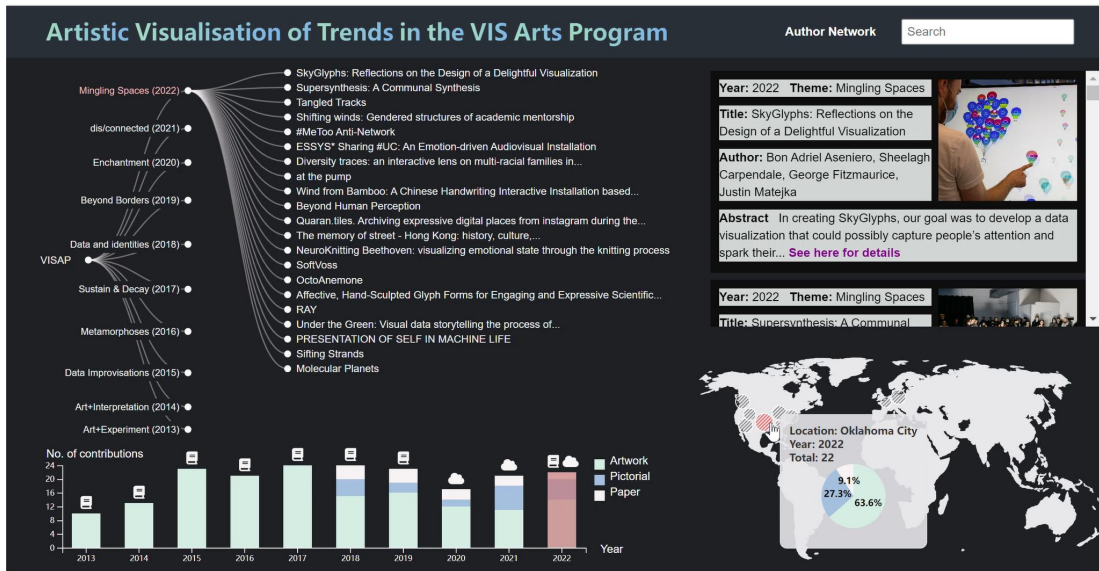 Artistic Visualisation of Trends in the VIS Arts Program
Author Network
Search
VISAP
Mingling Spaces (2022)
dis/connected (2021)
Enchantment (2020)
Beyond Borders (2019)
Data and identities (2018)
Sustain & Decay (2017)
Metamorphoses (2016)
Data Improvisations (2015)
Art+Interpretation (2014)
Art+Experiment (2013)
SkyGlyphs: Reflections on the Design of a Delightful Visualization
Supersynthesis: A Communal Synthesis
Tangled Tracks
Shifting winds: Gendered structures of academic mentorship
#MeToo Anti-Network
ESSYS* Sharing #UC: An Emotion-driven Audiovisual Installation
Diversity traces: an interactive lens on multi-racial families in...
at the pump
Wind from Bamboo: A Chinese Handwriting Interactive Installation based...
Beyond Human Perception
Quaran.tiles. Archiving expressive digital places from instagram during the...
The memory of street - Hong Kong: history, culture,...
NeuroKnitting Beethoven: visualizing emotional state through the knitting process
SoftVoss
OctoAnemone
Affective, Hand-Sculpted Glyph Forms for Engaging and Expressive Scientific...
RAY
Under the Green: Visual data storytelling the process of...
PRESENTATION OF SELF IN MACHINE LIFE
Sifting Strands
Molecular Planets
Year: 2022 Theme: Mingling Spaces
Title: SkyGlyphs: Reflections on the
Design of a Delightful Visualization
Author: Bon Adriel Aseniero, Sheelagh
Carpendale, George Fitzmaurice,
Justin Matejka
Abstract In creating SkyGlyphs, our goal was to develop a data
visualization that could possibly capture people's attention and
spark their... See here for details
Year: 2022 Theme: Mingling Spaces
Title: Supersynthesis: A Communal
No. of contributions
24
20
16
12
8
4
0
2013 2014 2015 2016 2017 2018 2019 2020 2021 2022
Year
Artwork
Pictorial
Paper
Location: Oklahoma City
Year: 2022
Total: 22
9.1%
27.3%
63.6%